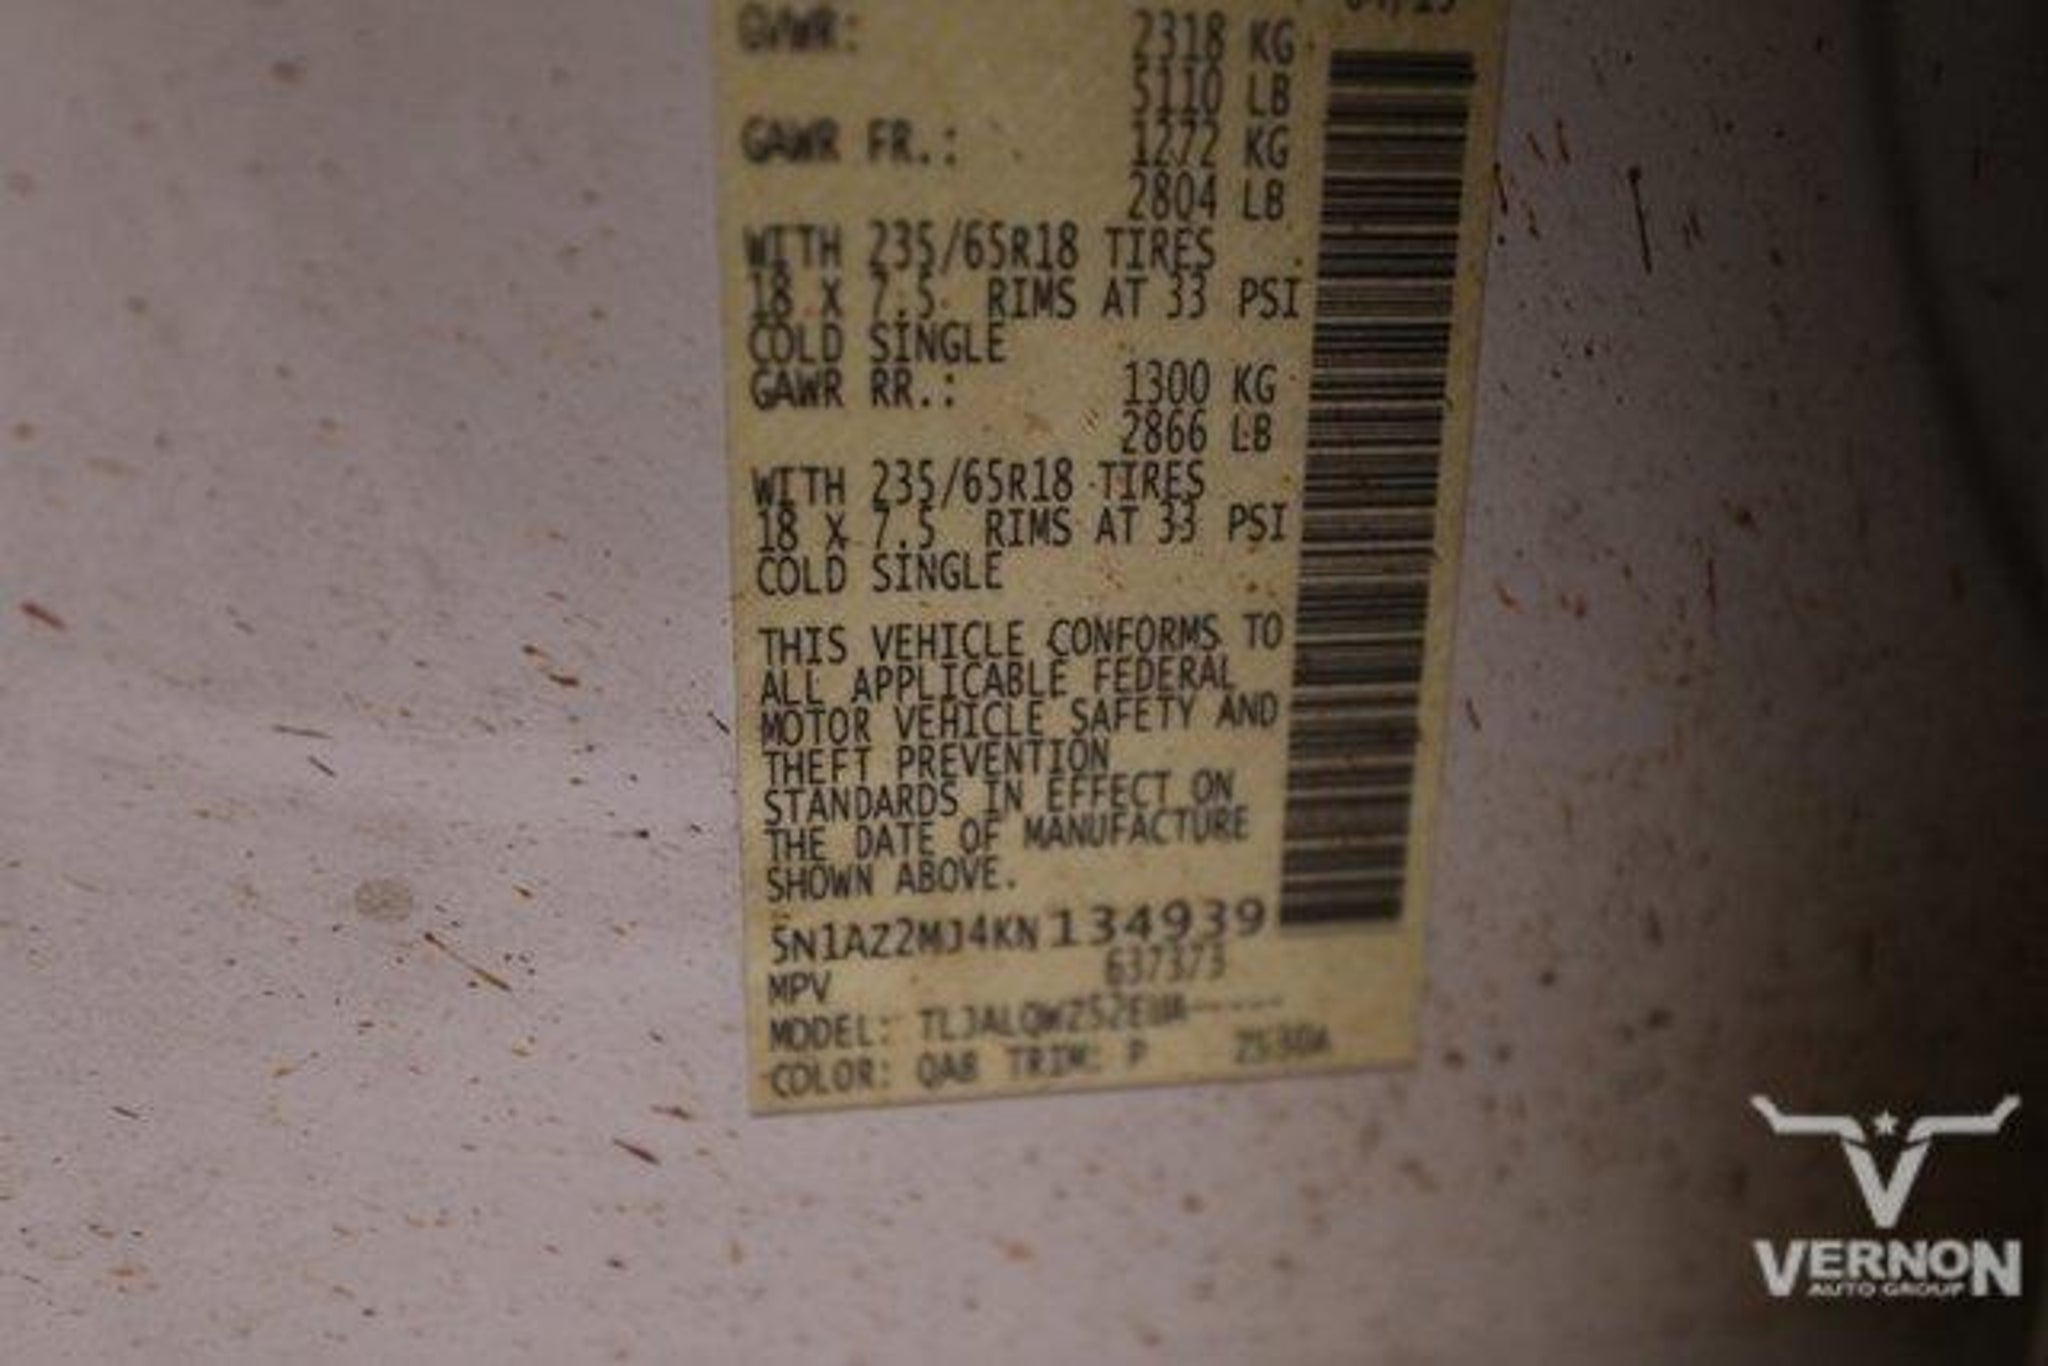 GVWR: 2318 KG
5110 LB
GAWR FR.: 1272 KG
2804 LB
WITH 235/65R18 TIRES
18 X 7.5 RIMS AT 33 PSI
COLD SINGLE
GAWR RR.: 1300 KG
2866 LB
WITH 235/65R18 TIRES
18 X 7.5 RIMS AT 33 PSI
COLD SINGLE
THIS VEHICLE CONFORMS TO
ALL APPLICABLE FEDERAL
MOTOR VEHICLE SAFETY AND
THEFT PREVENTION
STANDARDS IN EFFECT ON
THE DATE OF MANUFACTURE
SHOWN ABOVE.
5N1AZ2MJ4KN134939
MPV 637373
MODEL:
COLOR: QAB TRIM: P
VERNON
AUTO GROUP